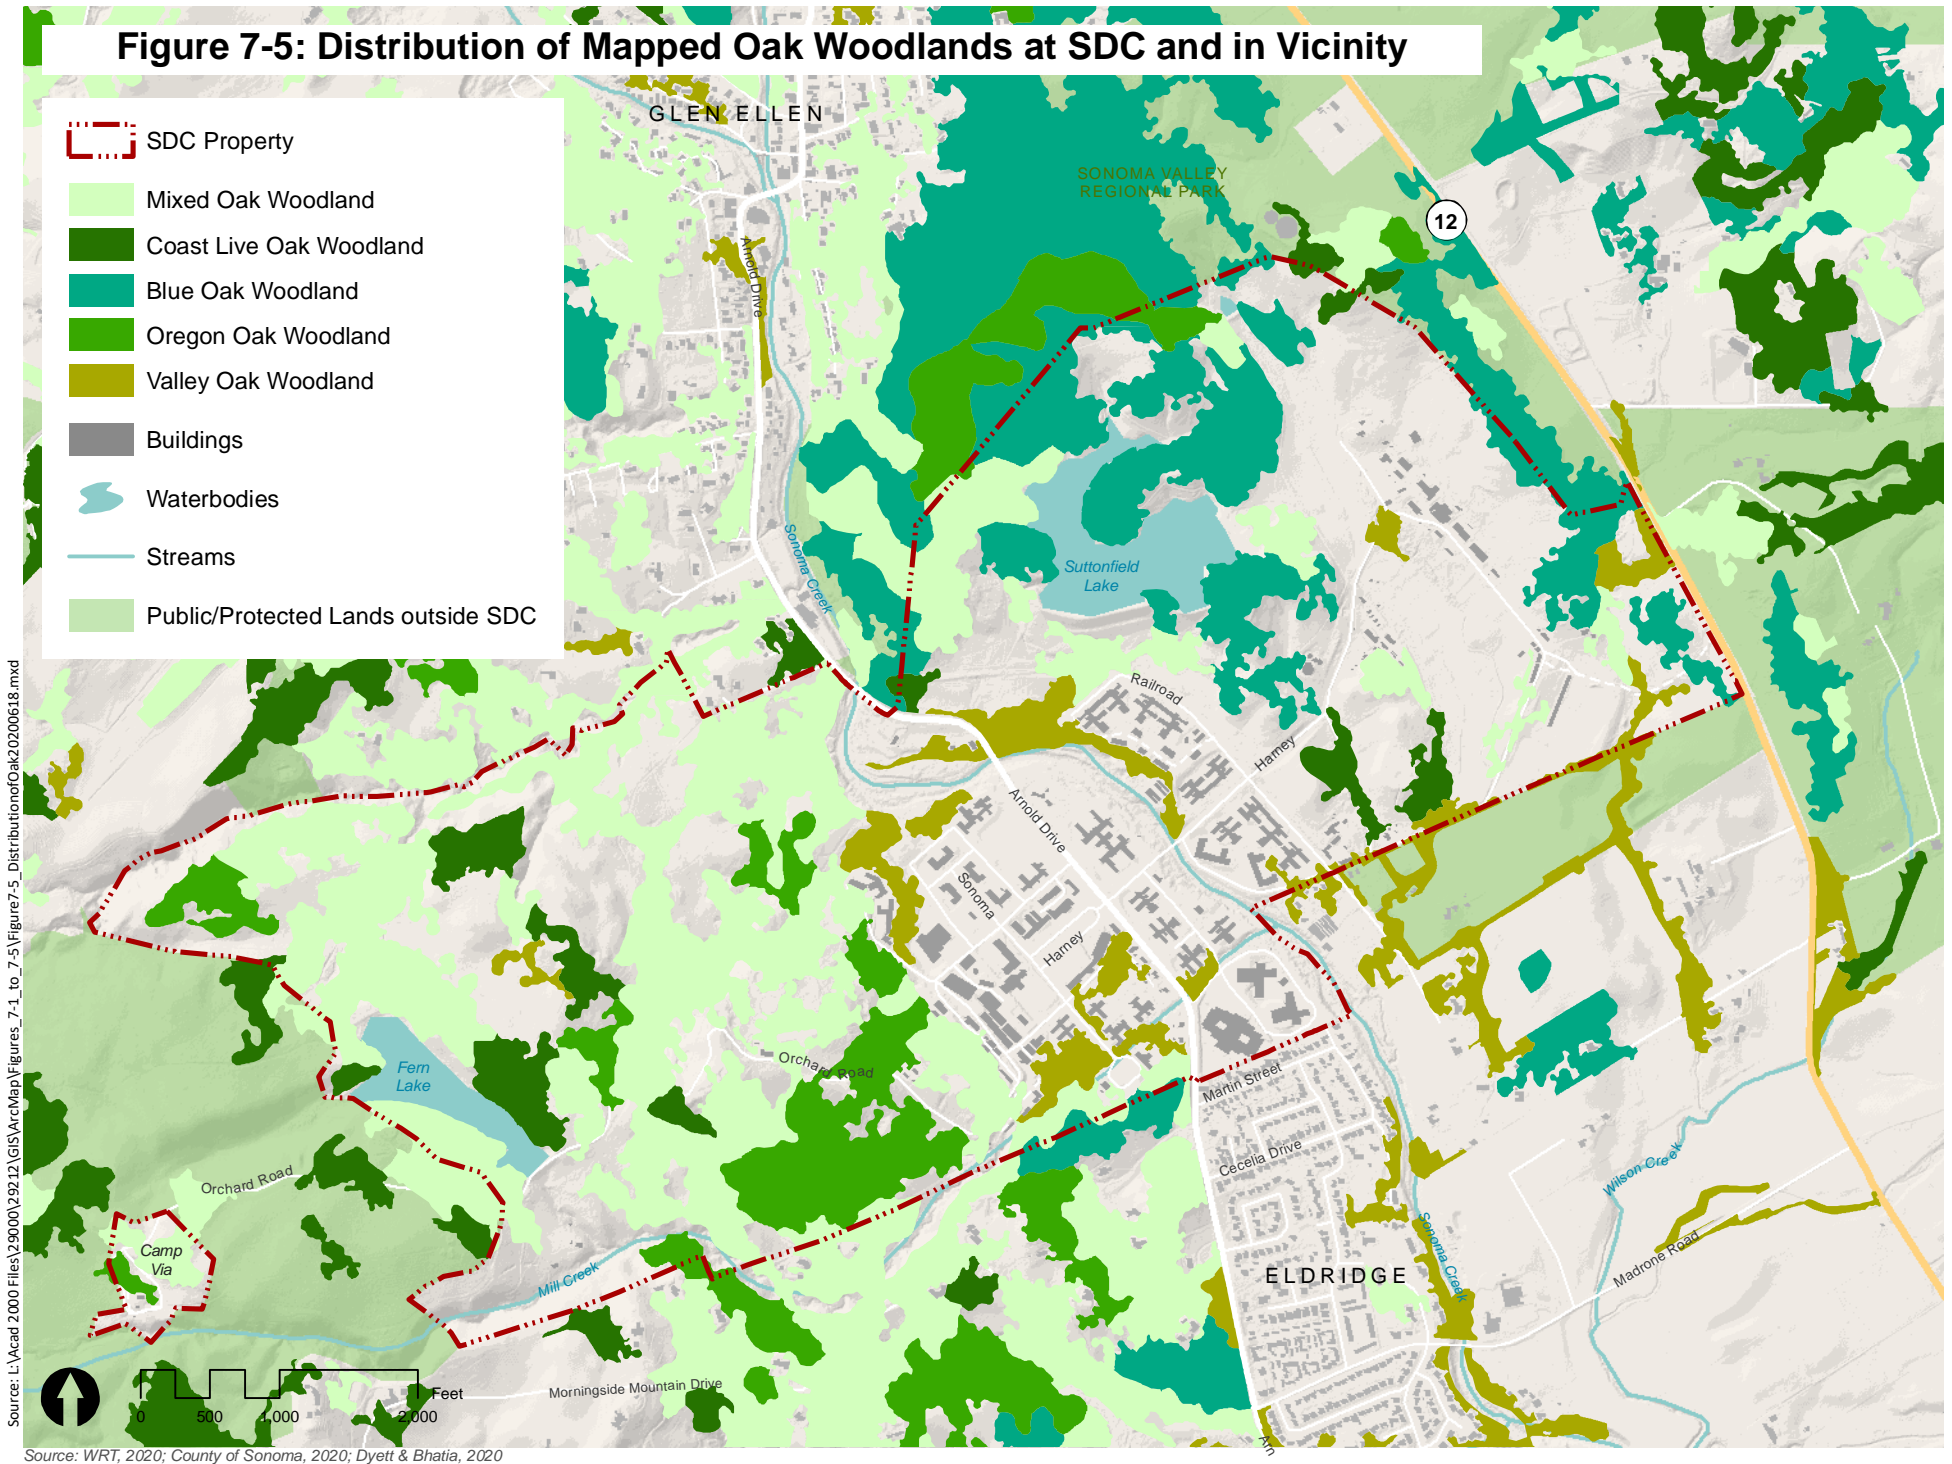 Figure 7-5: Distribution of Mapped Oak Woodlands at SDC and in Vicinity
SDC Property
Mixed Oak Woodland
Coast Live Oak Woodland
Blue Oak Woodland
Oregon Oak Woodland
Valley Oak Woodland
Buildings
Waterbodies
Streams
Public/Protected Lands outside SDC
GLEN ELLEN
SONOMA VALLEY
REGIONAL PARK
12
Arnold Drive
Sonoma Creek
Suttonfield
Lake
Railroad
Harney
Arnold Drive
Sonoma
Harney
Orchard Road
Fern
Lake
Orchard Road
Camp
Via
Mill Creek
Martin Street
Cecelia Drive
Sonoma Creek
Wilson Creek
Madrone Road
ELDRIDGE
Morningside Mountain Drive
Arn
Feet
0 500 1,000 2,000
Source: L:\Acad 2000 Files\29000\29212\GIS\ArcMap\Figures_7-1_to_7-5\Figure7-5_DistributionofOak20200618.mxd
Source: WRT, 2020; County of Sonoma, 2020; Dyett & Bhatia, 2020